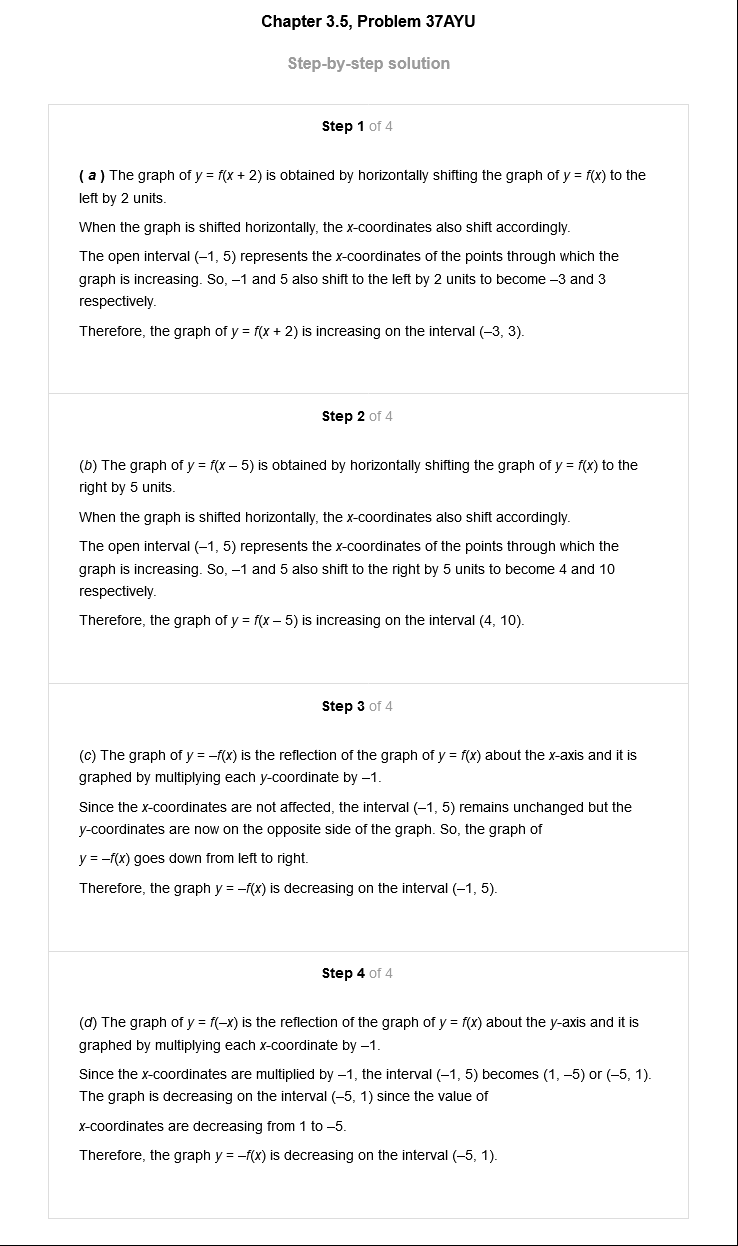 Chapter 3.5, Problem 37AYU
Step-by-step solution
Step 1 of 4
( a ) The graph of y = f(x + 2) is obtained by horizontally shifting the graph of y = f(x) to the
left by 2 units.
When the graph is shifted horizontally, the x-coordinates also shift accordingly.
The open interval (–1, 5) represents the x-coordinates of the points through which the
graph is increasing. So, –1 and 5 also shift to the left by 2 units to become –3 and 3
respectively.
Therefore, the graph of y = f(x + 2) is increasing on the interval (–3, 3).
Step 2 of 4
(b) The graph of y = f(x – 5) is obtained by horizontally shifting the graph of y = f(x) to the
right by 5 units.
When the graph is shifted horizontally, the x-coordinates also shift accordingly.
The open interval (–1, 5) represents the x-coordinates of the points through which the
graph is increasing. So, –1 and 5 also shift to the right by 5 units to become 4 and 10
respectively.
Therefore, the graph of y = f(x – 5) is increasing on the interval (4, 10).
Step 3 of 4
(c) The graph of y = –f(x) is the reflection of the graph of y = f(x) about the x-axis and it is
graphed by multiplying each y-coordinate by –1.
Since the x-coordinates are not affected, the interval (–1, 5) remains unchanged but the
y-coordinates are now on the opposite side of the graph. So, the graph of
y = –f(x) goes down from left to right.
Therefore, the graph y = –f(x) is decreasing on the interval (–1, 5).
Step 4 of 4
(d) The graph of y = f(–x) is the reflection of the graph of y = f(x) about the y-axis and it is
graphed by multiplying each x-coordinate by –1.
Since the x-coordinates are multiplied by –1, the interval (–1, 5) becomes (1, –5) or (–5, 1).
The graph is decreasing on the interval (–5, 1) since the value of
x-coordinates are decreasing from 1 to –5.
Therefore, the graph y = –f(x) is decreasing on the interval (–5, 1).